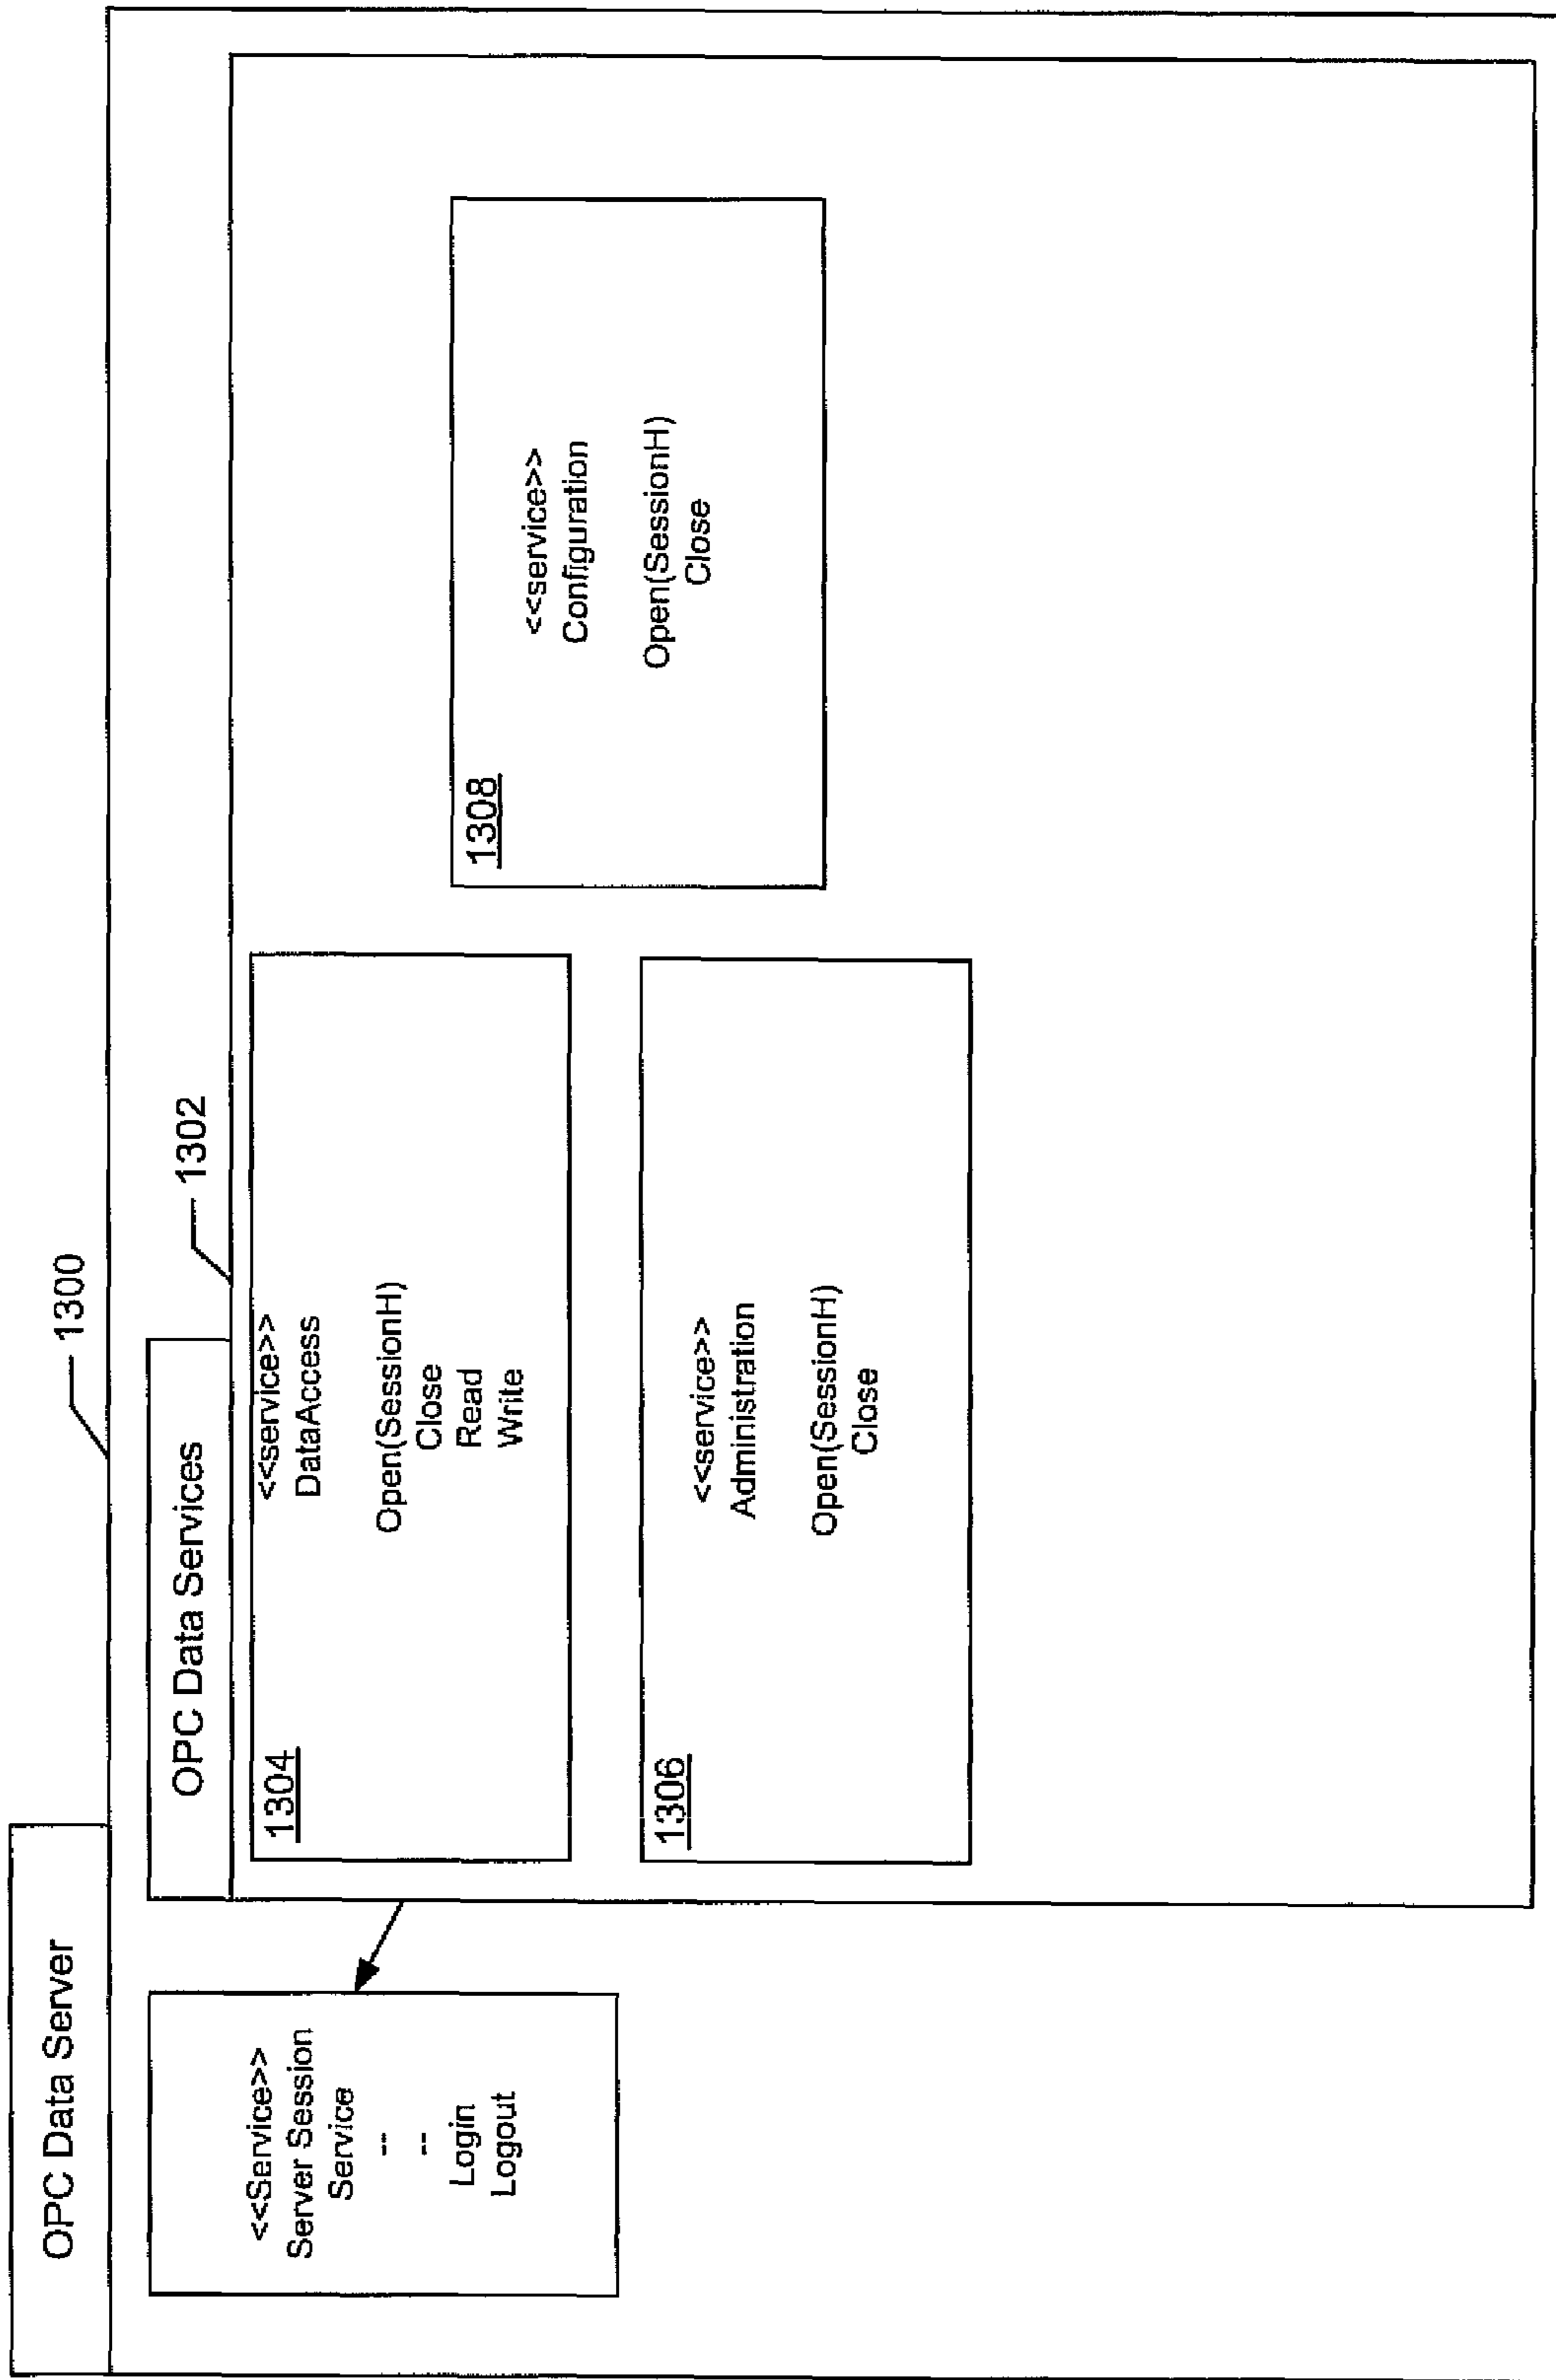 OPC Data Server
1300
OPC Data Services
1302
<<Service>>
Server Session
Service
--
--
Login
Logout
1304
<<service>>
DataAccess
Open(SessionH)
Close
Read
Write
1308
<<service>>
Configuration
Open(SessionH)
Close
1306
<<service>>
Administration
Open(SessionH)
Close